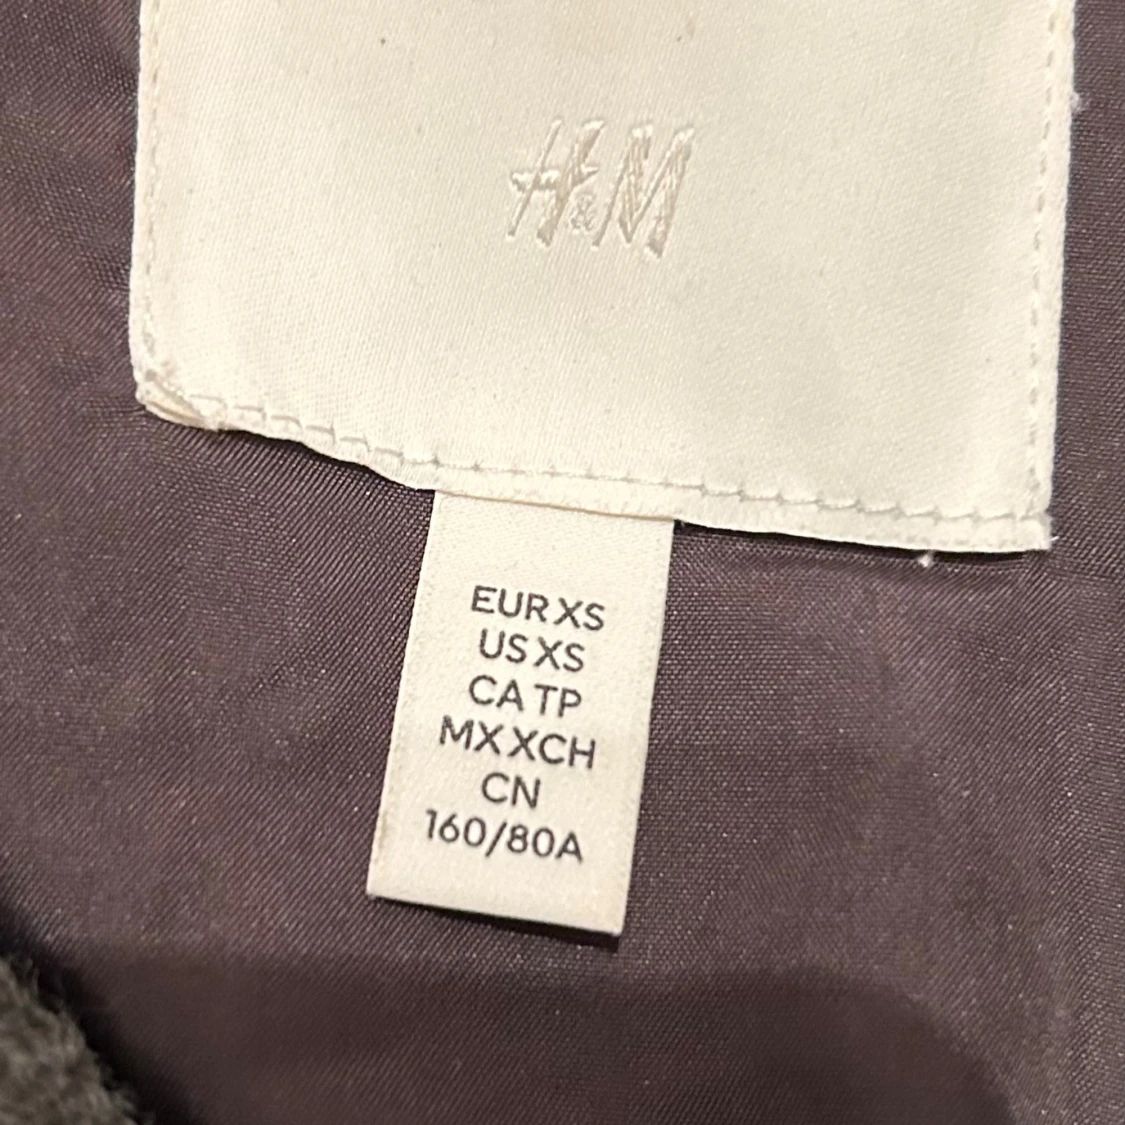 H&M
EUR XS
US XS
CA TP
MX XCH
CN
160/80A